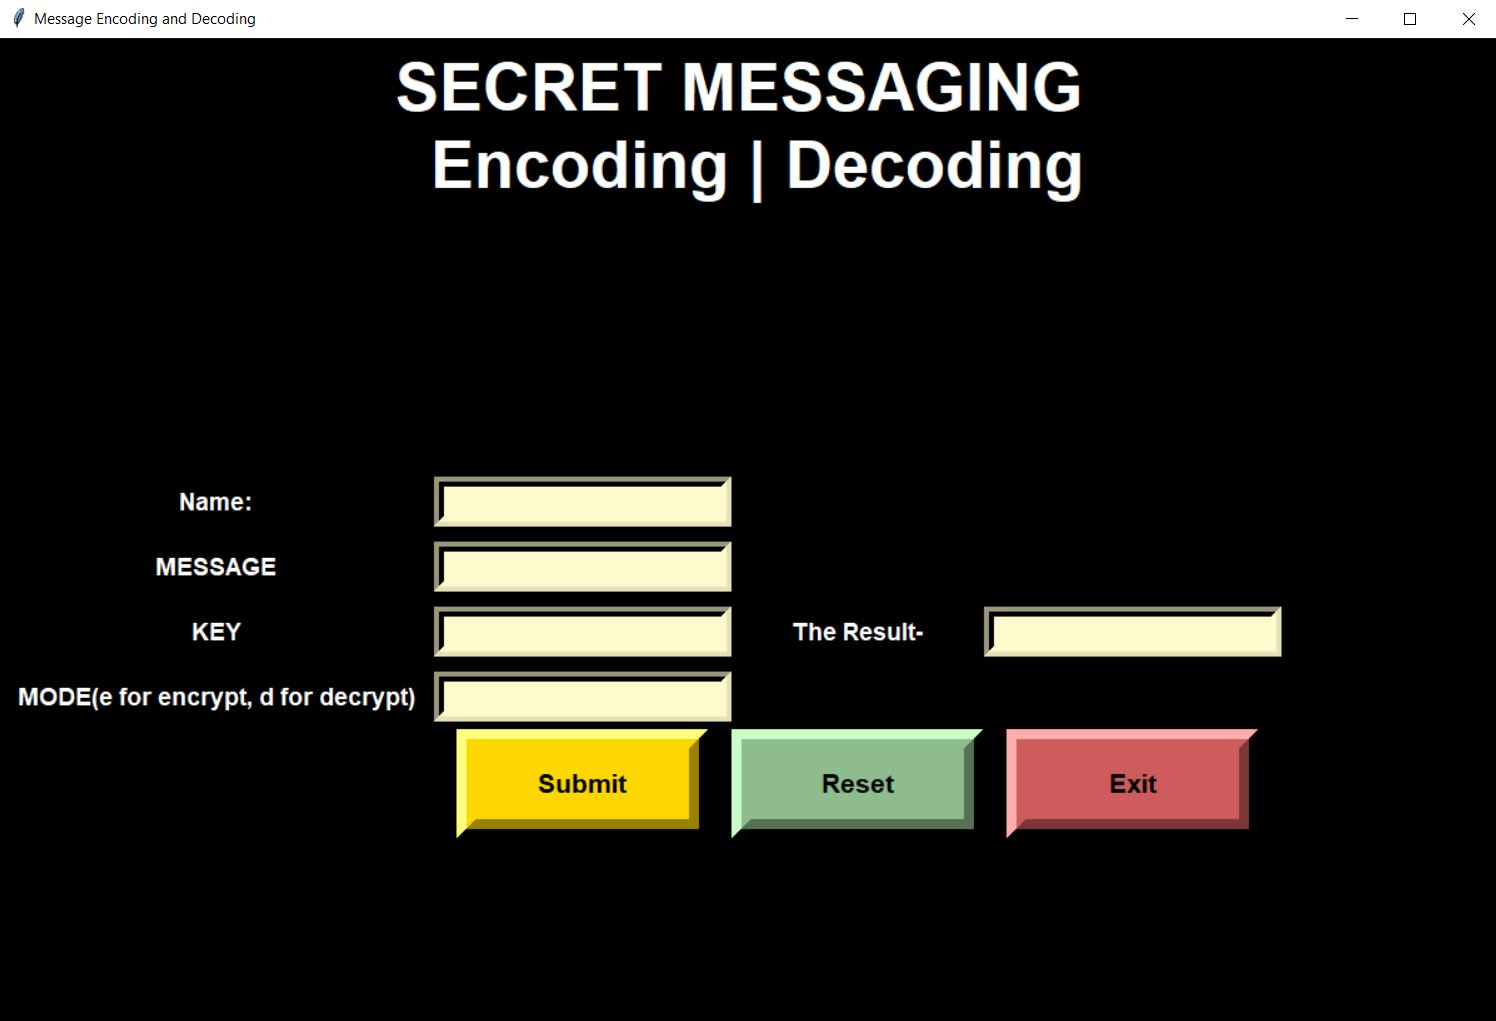 Message Encoding and Decoding
SECRET MESSAGING
Encoding | Decoding
Name:
MESSAGE
KEY
The Result-
MODE(e for encrypt, d for decrypt)
Submit
Reset
Exit